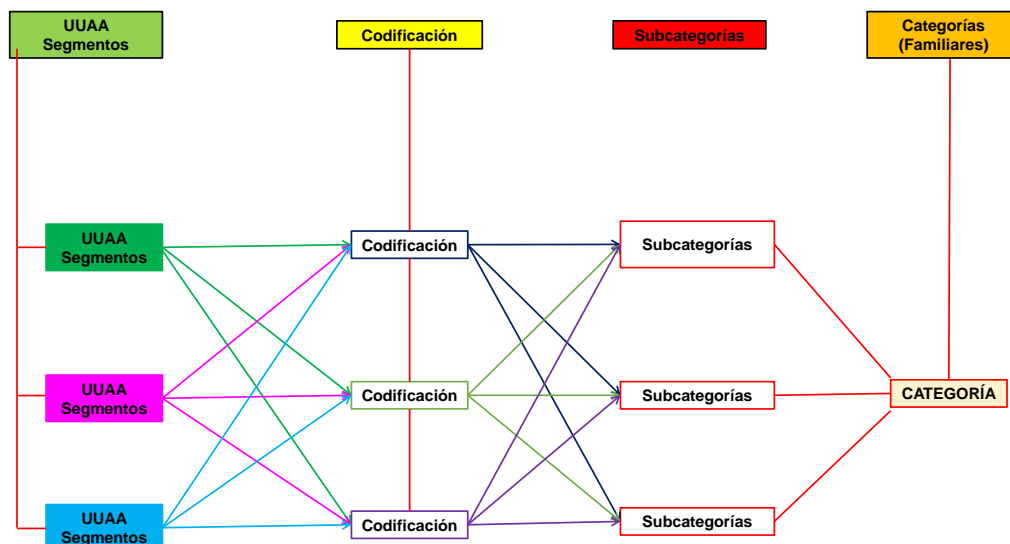 UUAA
Segmentos
Codificación
Subcategorías
Categorías
(Familiares)
UUAA
Segmentos
Codificación
Subcategorías
UUAA
Segmentos
Codificación
Subcategorías
CATEGORÍA
UUAA
Segmentos
Codificación
Subcategorías